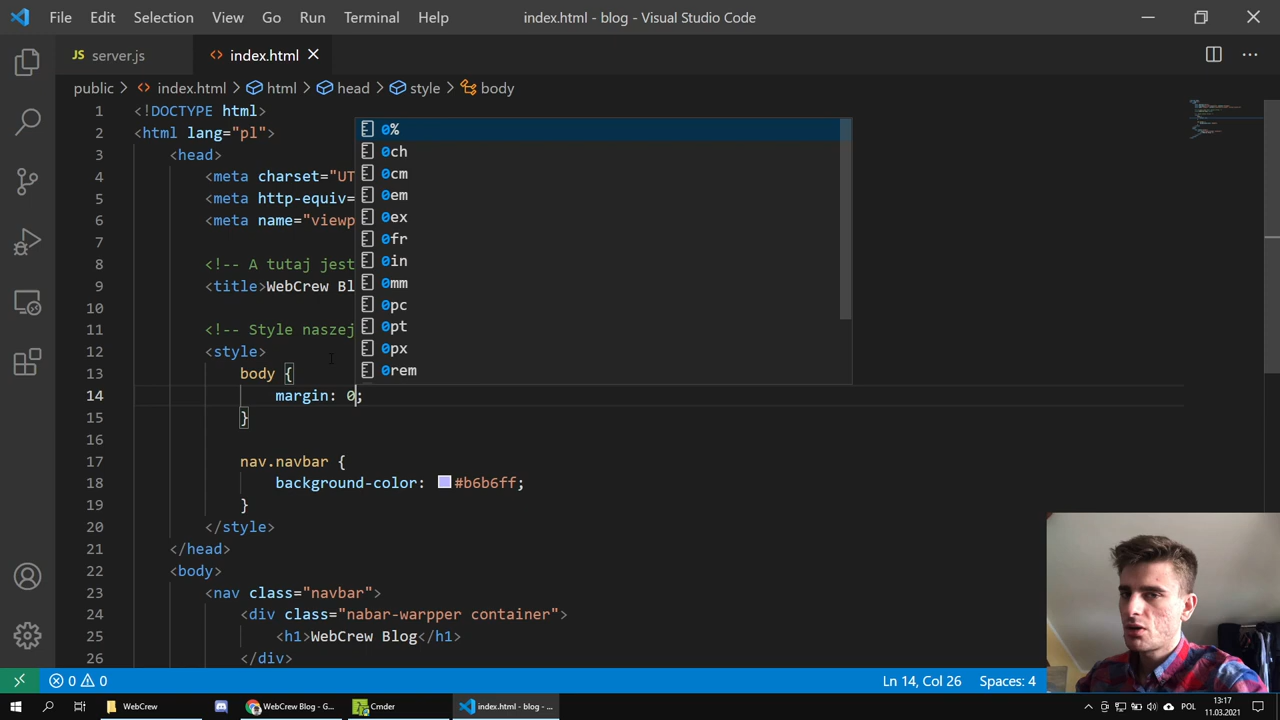 File Edit Selection View Go Run Terminal Help index.html - blog - Visual Studio Code
JS server.js <> index.html
public > <> index.html > html > head > style > body
1 <!DOCTYPE html>
2 <html lang="pl">
3 <head>
4 <meta charset="UT
5 <meta http-equiv=
6 <meta name="viewp
7
8 <!-- A tutaj jest
9 <title>WebCrew Bl
10
11 <!-- Style naszej
12 <style>
13 body {
14 margin: 0;
15 }
16
17 nav.navbar {
18 background-color: #b6b6ff;
19 }
20 </style>
21 </head>
22 <body>
23 <nav class="navbar">
24 <div class="nabar-warpper container">
25 <h1>WebCrew Blog</h1>
26 </div>
0%
0ch
0cm
0em
0ex
0fr
0in
0mm
0pc
0pt
0px
0rem
0 0 Ln 14, Col 26 Spaces: 4
WebCrew WebCrew Blog - G... Cmder index.html - blog - ... POL 13:17
11.03.2021